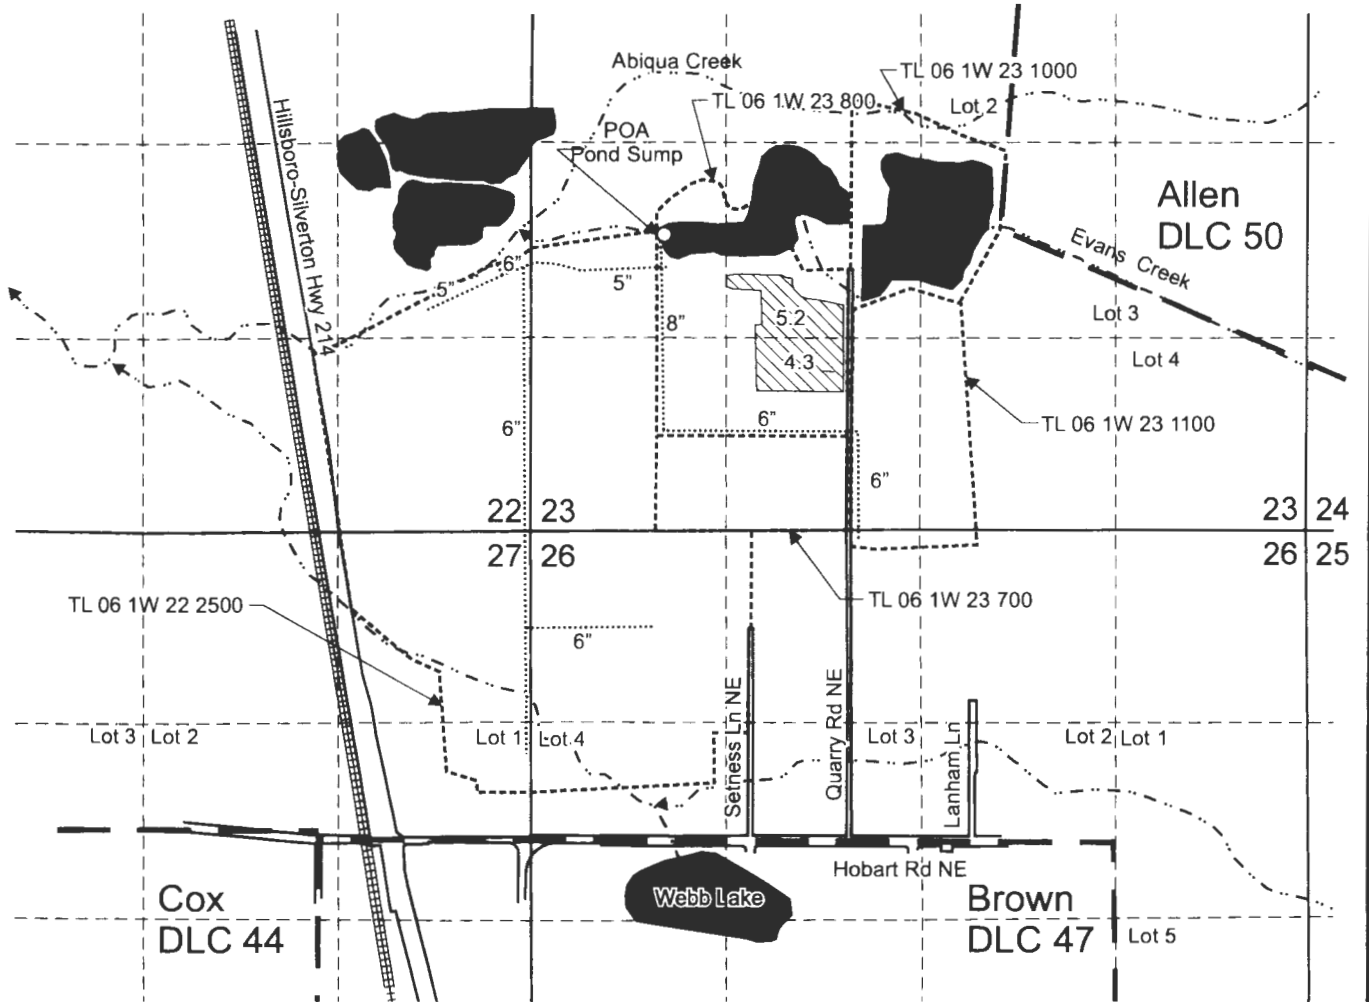 Abiqua Creek
TL 06 1W 23 1000
TL 06 1W 23 800
Lot 2
POA
Pond Sump
Hillsboro-Silverton Hwy 214
Allen
DLC 50
Evans Creek
6"
5"
5"
8"
5.2
4.3
Lot 3
Lot 4
TL 06 1W 23 1100
6"
6"
6"
22 23
27 26
23 24
26 25
TL 06 1W 22 2500
TL 06 1W 23 700
6"
Setness Ln NE
Quarry Rd NE
Lanham Ln
Lot 3 Lot 2
Lot 1 Lot 4
Lot 3
Lot 2 Lot 1
Hobart Rd NE
Webb Lake
Cox
DLC 44
Brown
DLC 47
Lot 5